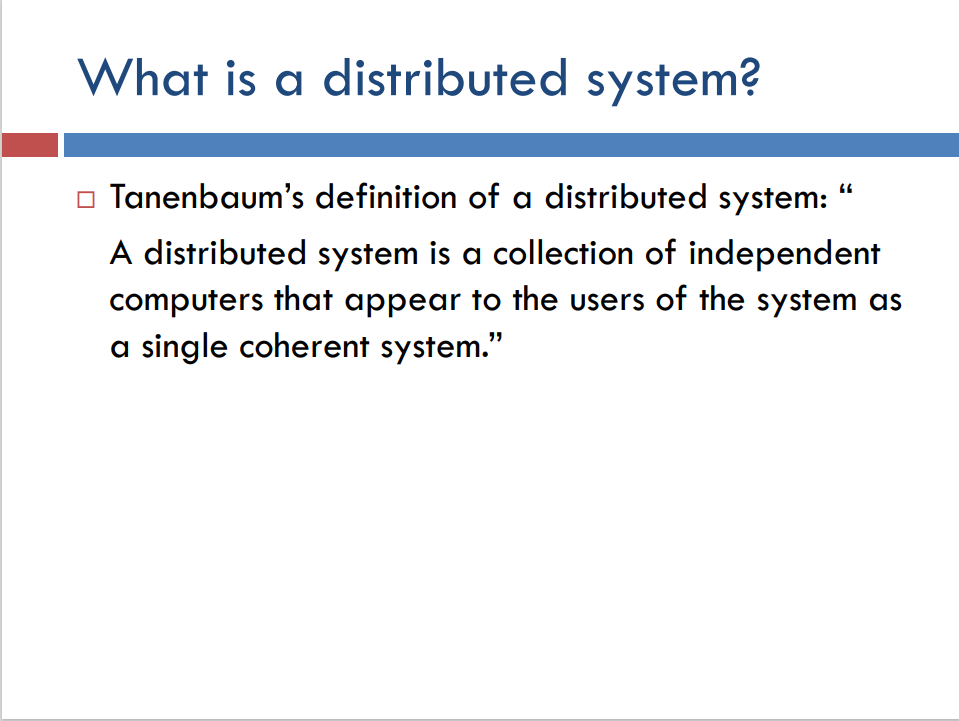 What is a distributed system?
Tanenbaum’s definition of a distributed system: “
A distributed system is a collection of independent
computers that appear to the users of the system as
a single coherent system.”